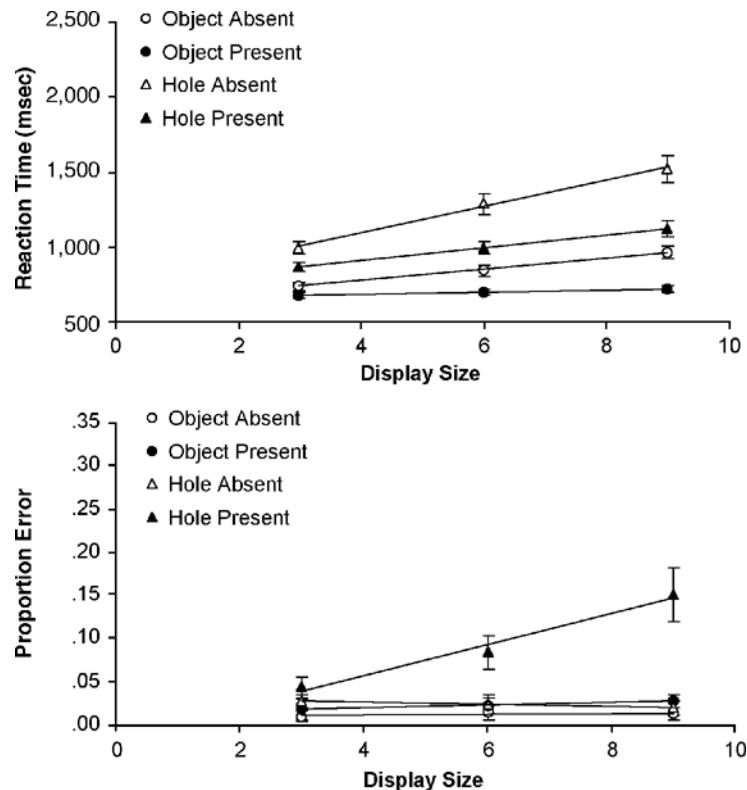 2,500
2,000
1,500
1,000
500
Reaction Time (msec)
Object Absent
Object Present
Hole Absent
Hole Present
0 2 4 6 8 10
Display Size
.35
.30
.25
.20
.15
.10
.05
.00
Proportion Error
Object Absent
Object Present
Hole Absent
Hole Present
0 2 4 6 8 10
Display Size